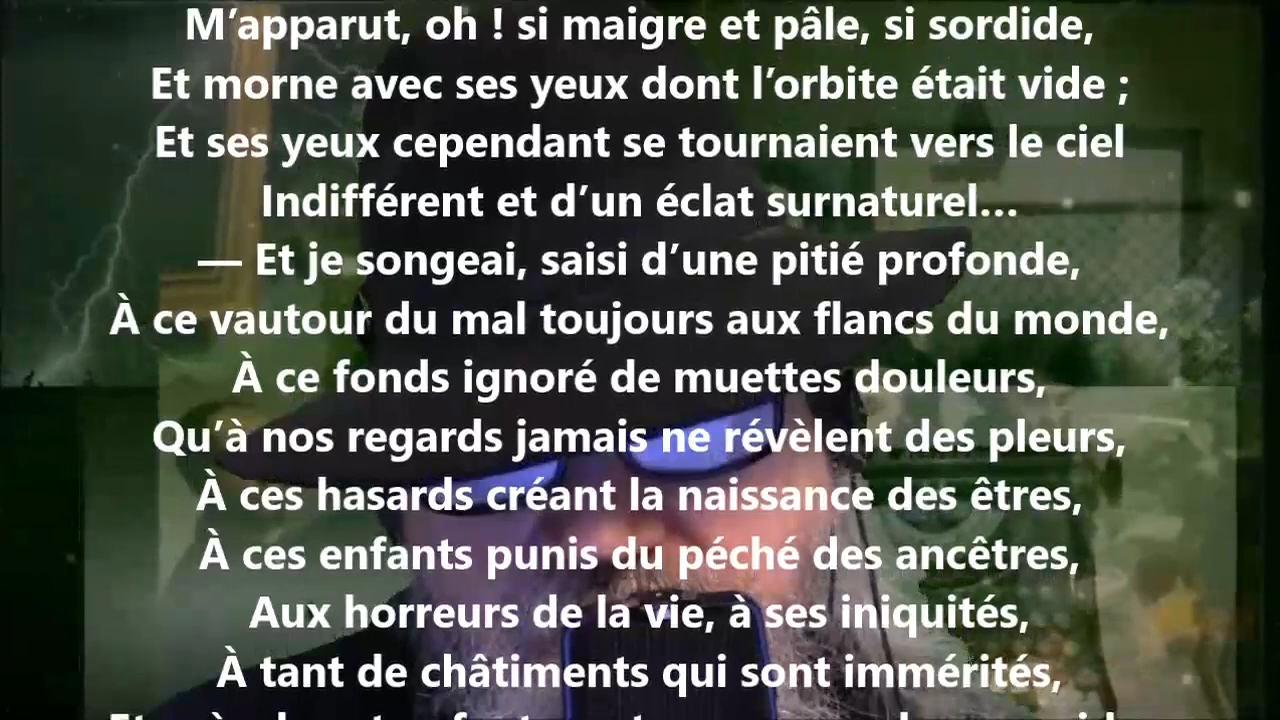 M’apparut, oh ! si maigre et pâle, si sordide,
Et morne avec ses yeux dont l’orbite était vide ;
Et ses yeux cependant se tournaient vers le ciel
Indifférent et d’un éclat surnaturel…
— Et je songeai, saisi d’une pitié profonde,
À ce vautour du mal toujours aux flancs du monde,
À ce fonds ignoré de muettes douleurs,
Qu’à nos regards jamais ne révèlent des pleurs,
À ces hasards créant la naissance des êtres,
À ces enfants punis du péché des ancêtres,
Aux horreurs de la vie, à ses iniquités,
À tant de châtiments qui sont immérités,